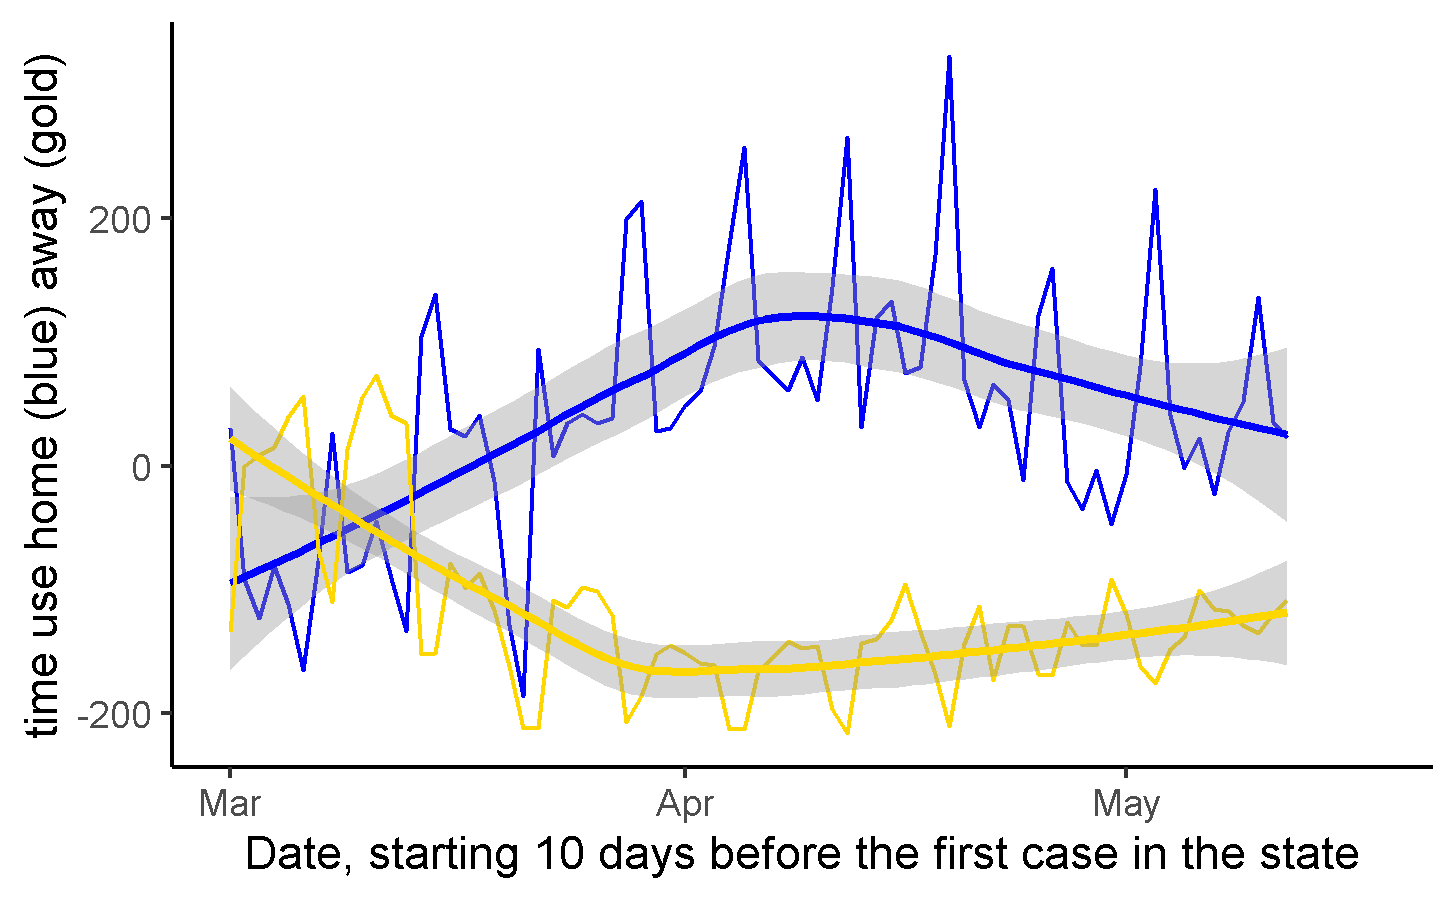 time use home (blue) away (gold)
200
0
-200
Mar
Apr
May
Date, starting 10 days before the first case in the state